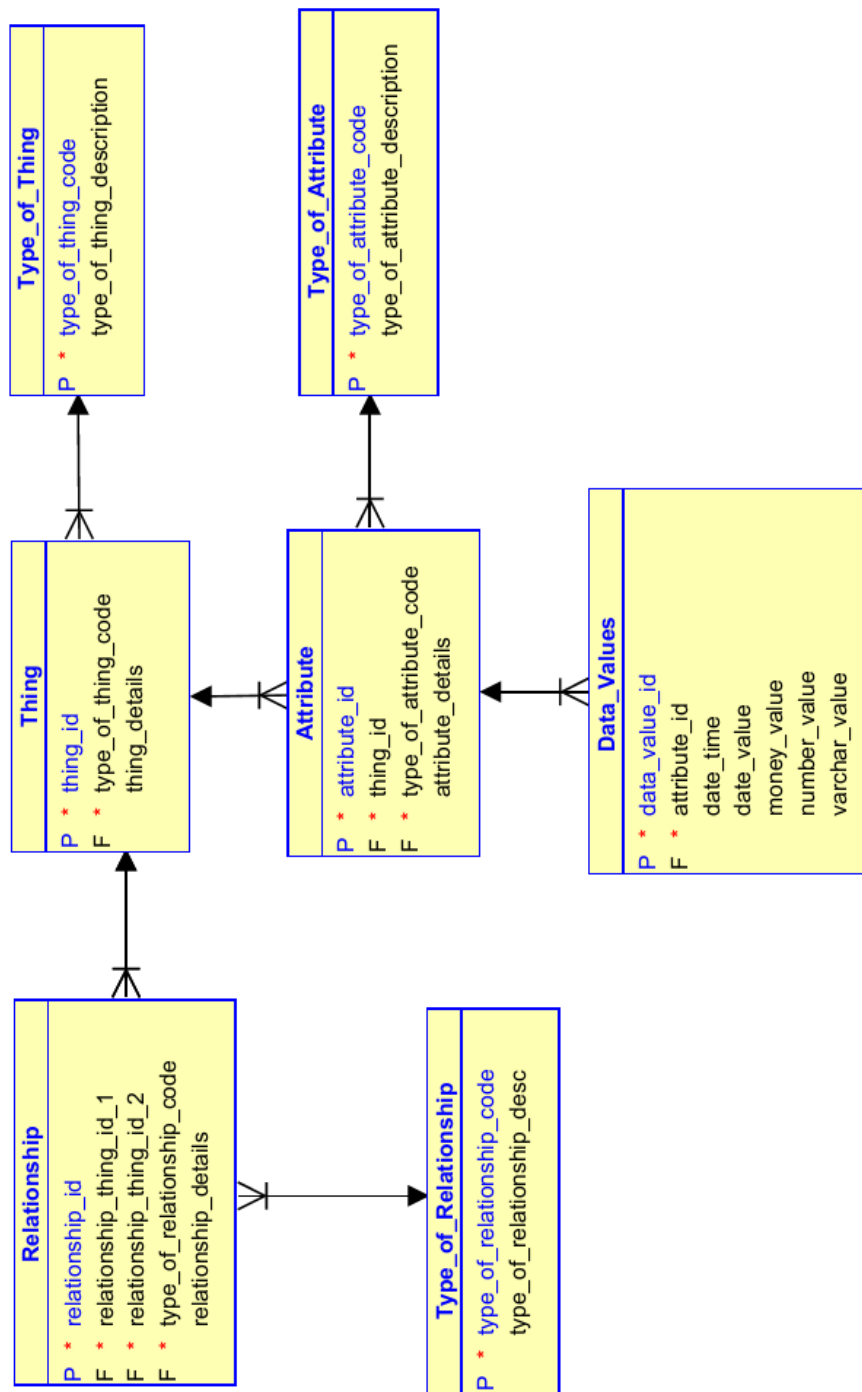 Relationship
P * relationship_id
F * relationship_thing_id_1
F * relationship_thing_id_2
F * type_of_relationship_code
relationship_details
Thing
P * thing_id
F * type_of_thing_code
thing_details
Type_of_Thing
P * type_of_thing_code
type_of_thing_description
Attribute
P * attribute_id
F * thing_id
F * type_of_attribute_code
attribute_details
Type_of_Attribute
P * type_of_attribute_code
type_of_attribute_description
Type_of_Relationship
P * type_of_relationship_code
type_of_relationship_desc
Data_Values
P * data_value_id
F * attribute_id
date_time
date_value
money_value
number_value
varchar_value